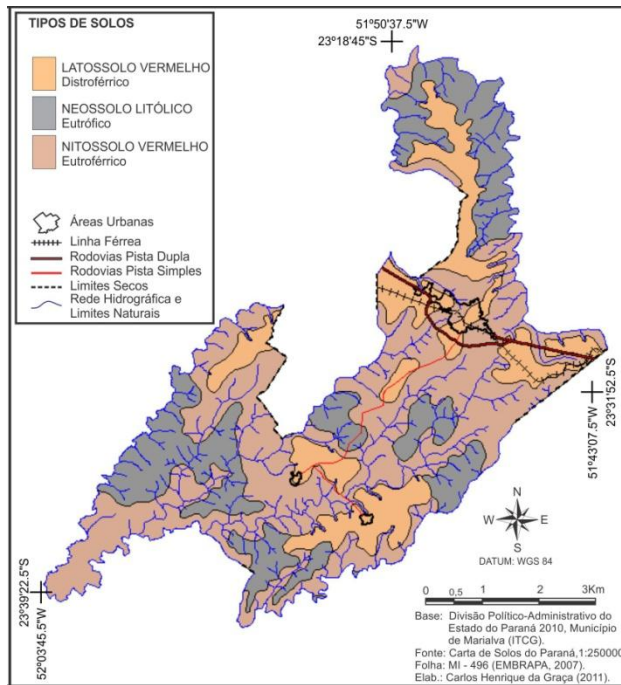 TIPOS DE SOLOS
LATOSSOLO VERMELHO
Distroférrico
NEOSSOLO LITÓLICO
Eutrófico
NITOSSOLO VERMELHO
Eutroférrico
Áreas Urbanas
Linha Férrea
Rodovias Pista Dupla
Rodovias Pista Simples
Limites Secos
Rede Hidrográfica e
Limites Naturais
51º50'37.5"W
23º18'45"S
23º31'52.5"S
51º43'07.5"W
N
W E
S
DATUM: WGS 84
23º39'22.5"S
52º03'45.5"W
0 0,5 1 2 3Km
Base: Divisão Político-Administrativo do
Estado do Paraná 2010, Município
de Marialva (ITCG).
Fonte: Carta de Solos do Paraná,1:250000
Folha: MI - 496 (EMBRAPA, 2007).
Elab.: Carlos Henrique da Graça (2011).